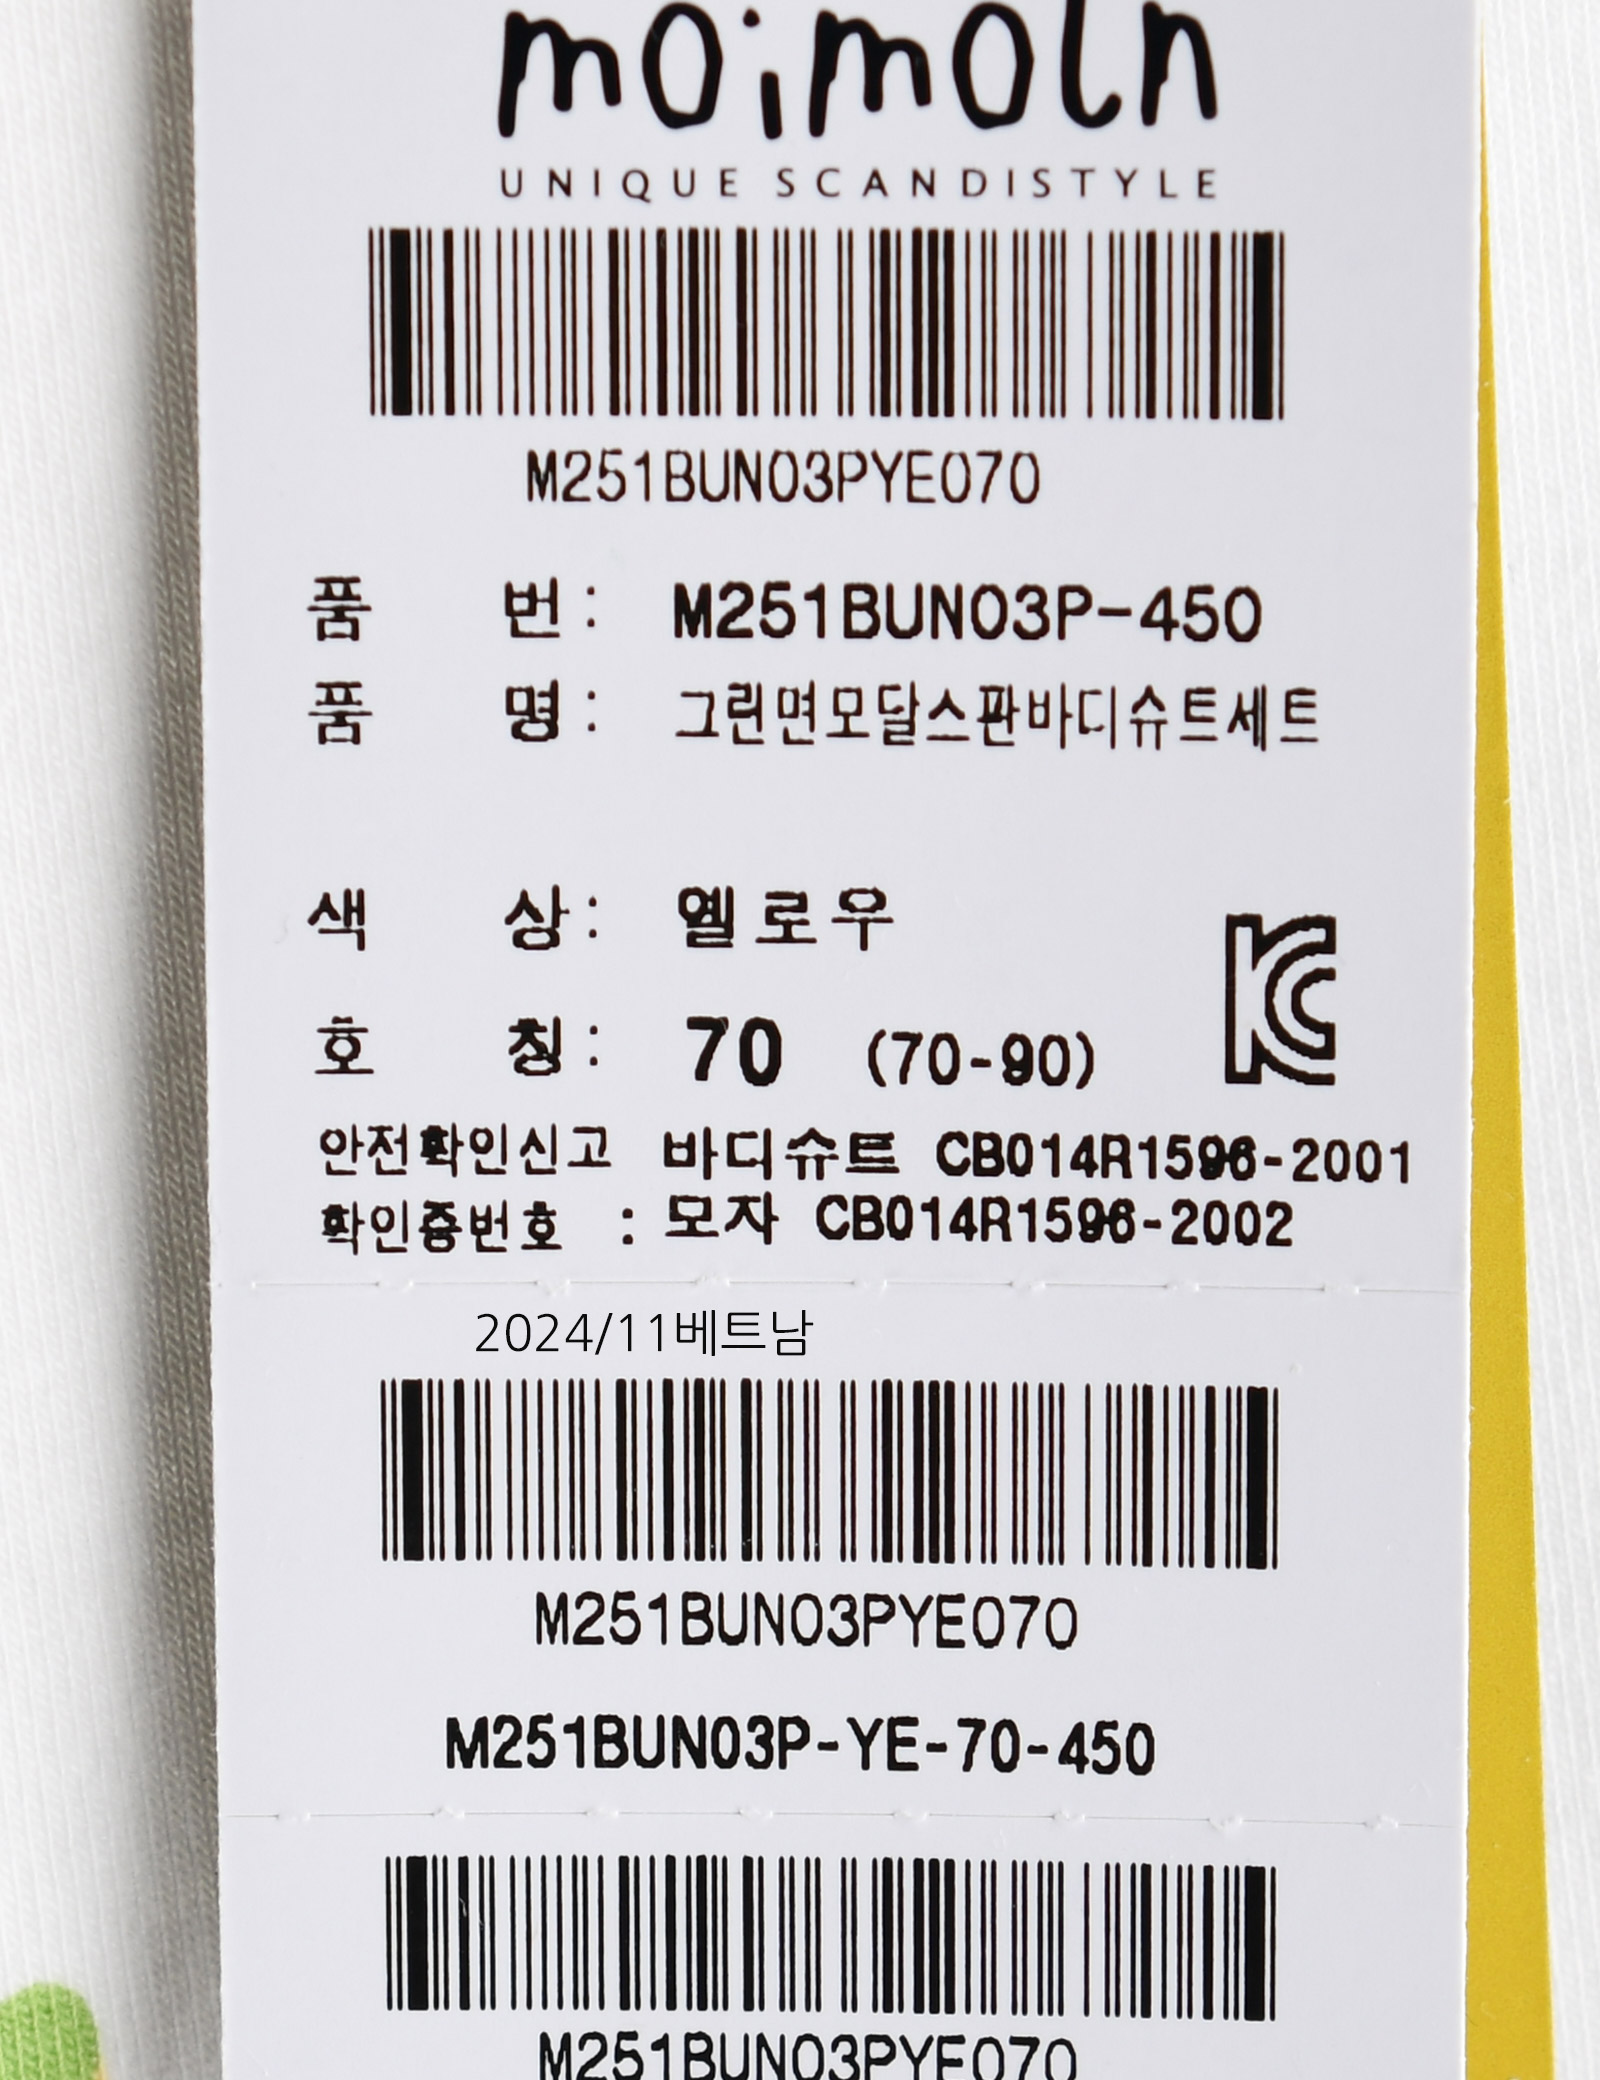 moimoln
UNIQUE SCANDISTYLE
M251BUN03PYE070
품 번: M251BUN03P-450
품 명: 그린면모달스판바디슈트세트
색 상: 옐로우
호 칭: 70 (70-90)
안전확인신고 바디슈트 CB014R1596-2001
확인증번호 : 모자 CB014R1596-2002
2024/11베트남
M251BUN03PYE070
M251BUN03P-YE-70-450
M251BUN03PYE070